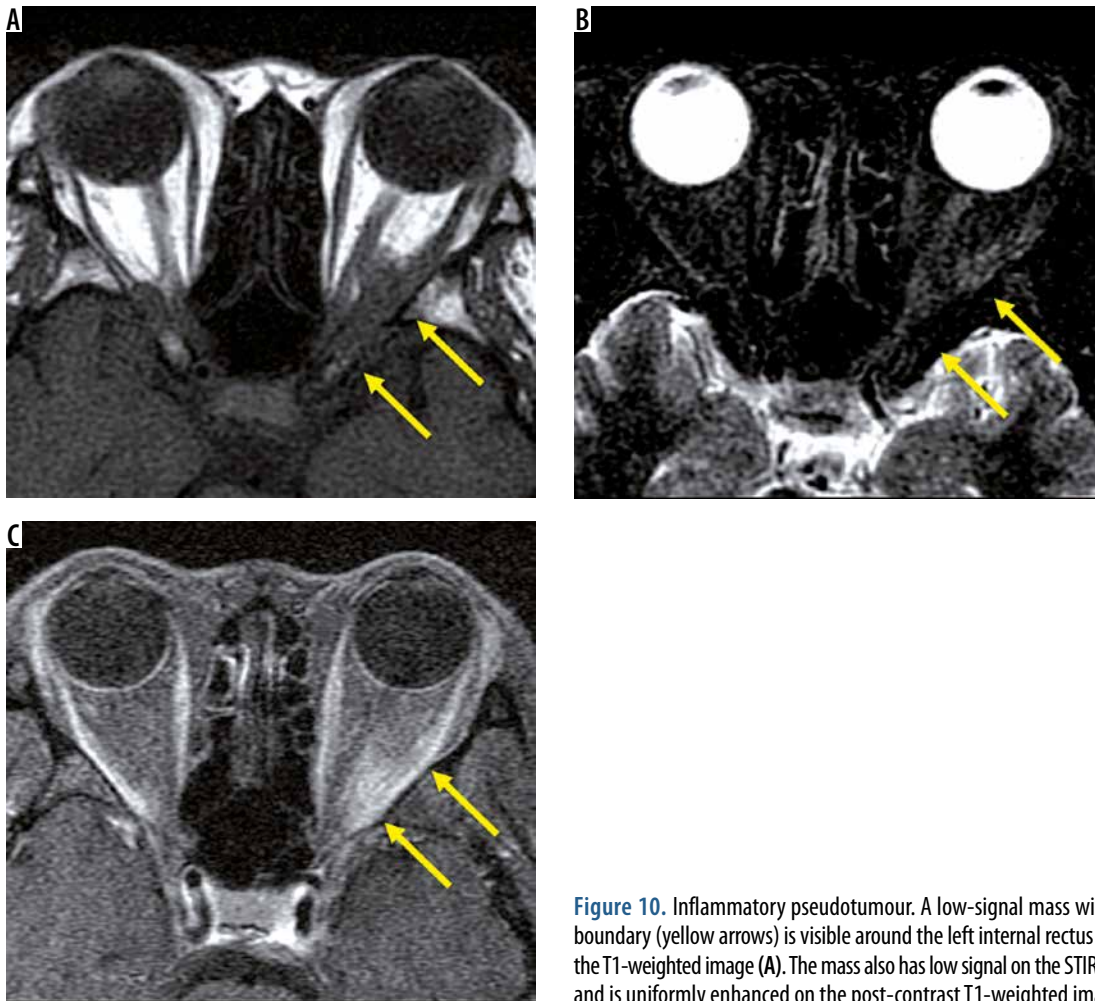 A
B
C
Figure 10. Inflammatory pseudotumour. A low-signal mass wi
boundary (yellow arrows) is visible around the left internal rectus
the T1-weighted image (A). The mass also has low signal on the STIR
and is uniformly enhanced on the post-contrast T1-weighted ima